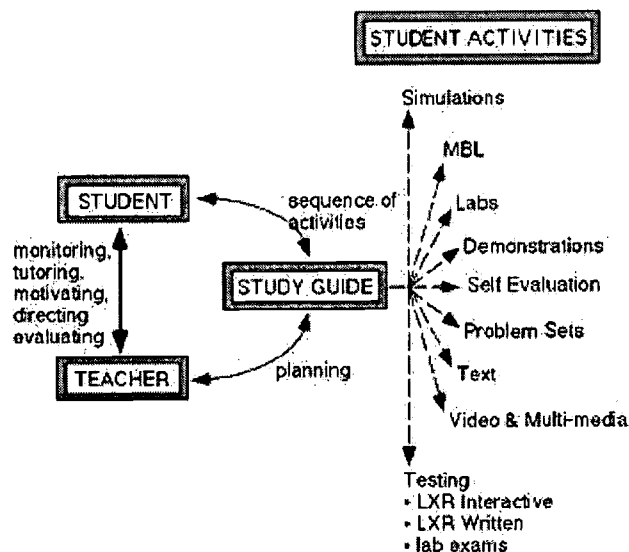 STUDENT ACTIVITIES
Simulations
MBL
Labs
Demonstrations
Self Evaluation
Problem Sets
Text
Video & Multi-media
Testing
• LXR Interactive
• LXR Written
• lab exams
STUDENT
sequence of
activities
monitoring,
tutoring,
motivating,
directing
evaluating
STUDY GUIDE
TEACHER
planning